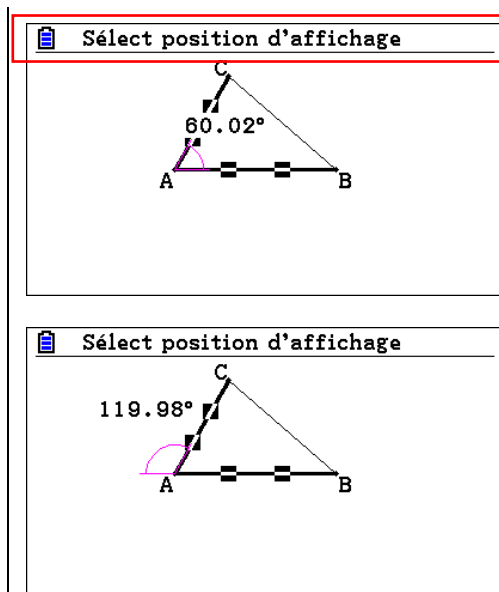 Sélect position d'affichage
C
60.02°
A B
Sélect position d'affichage
C
119.98°
A B